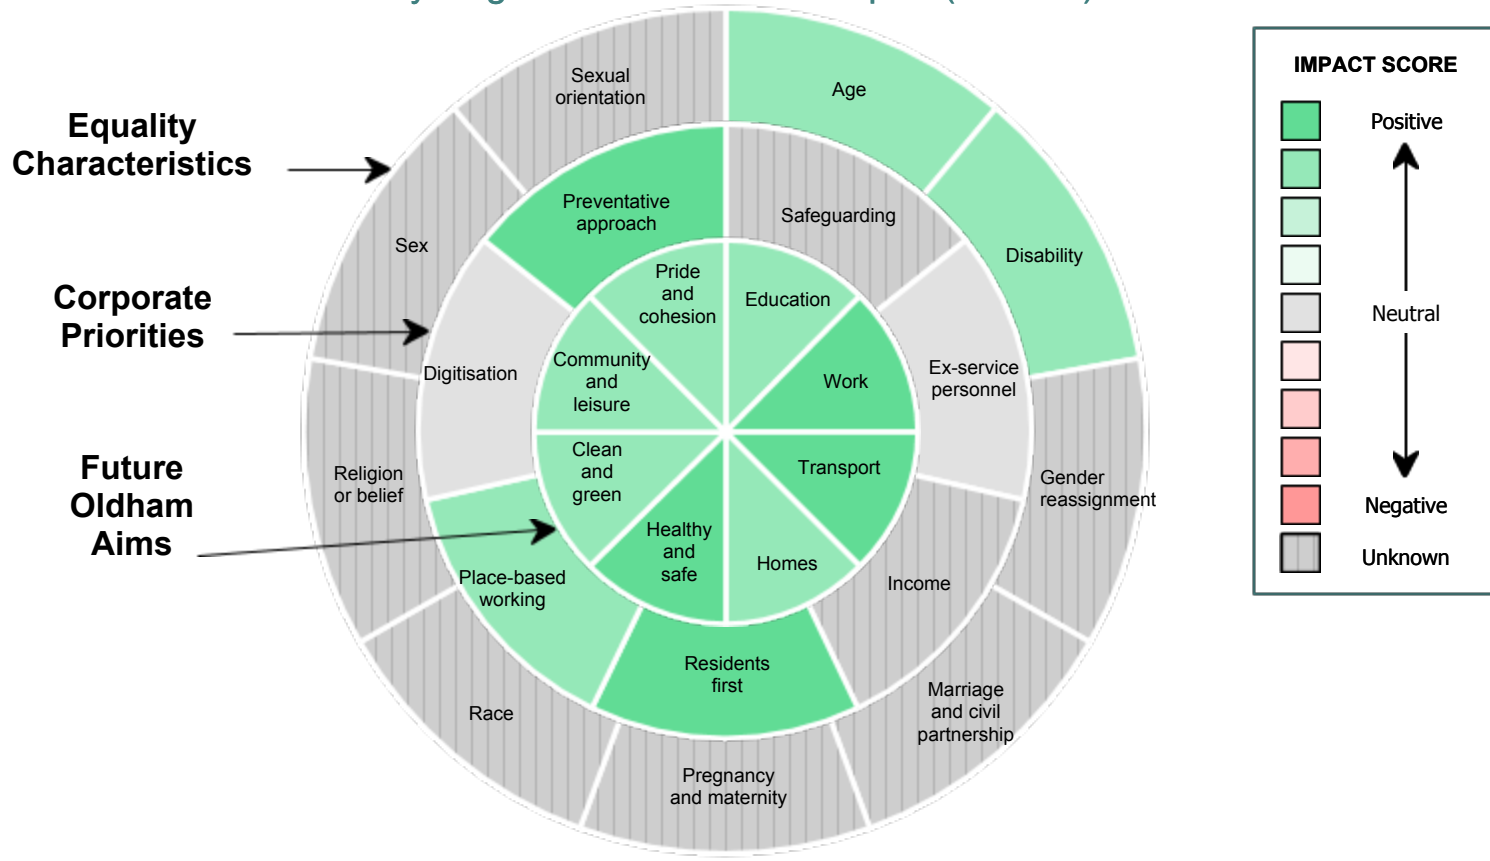 Equality
Characteristics
Corporate
Priorities
Future
Oldham
Aims
Sexual
orientation
Age
Disability
Gender
reassignment
Marriage
and civil
partnership
Pregnancy
and maternity
Race
Religion
or belief
Sex
Preventative
approach
Safeguarding
Ex-service
personnel
Income
Residents
first
Place-based
working
Digitisation
Pride
and
cohesion
Education
Work
Transport
Homes
Healthy
and
safe
Clean
and
green
Community
and
leisure
IMPACT SCORE
Positive
Neutral
Negative
Unknown